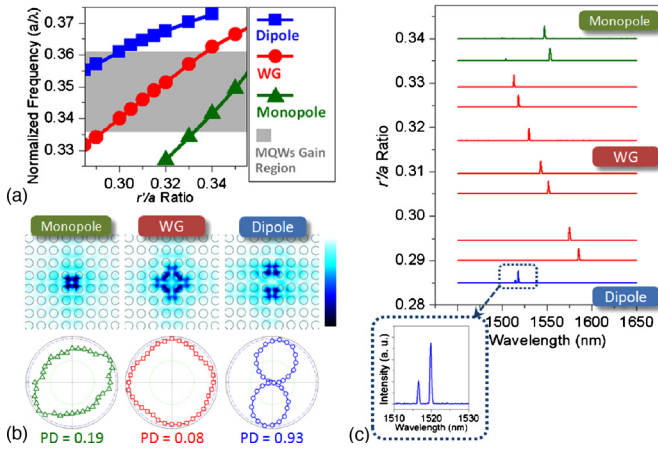 (a)
Normalized Frequency (a/λ)
0.37
0.36
0.35
0.34
0.33
0.30
0.32
0.34
r'/a Ratio
Dipole
WG
Monopole
MQWs Gain
Region
Monopole
WG
Dipole
(b)
PD = 0.19
PD = 0.08
PD = 0.93
r'/a Ratio
0.34
0.33
0.32
0.31
0.30
0.29
0.28
Monopole
WG
Dipole
1500
1550
1600
1650
Wavelength (nm)
Intensity (a. u.)
1510
1520
1530
Wavelength (nm)
(c)